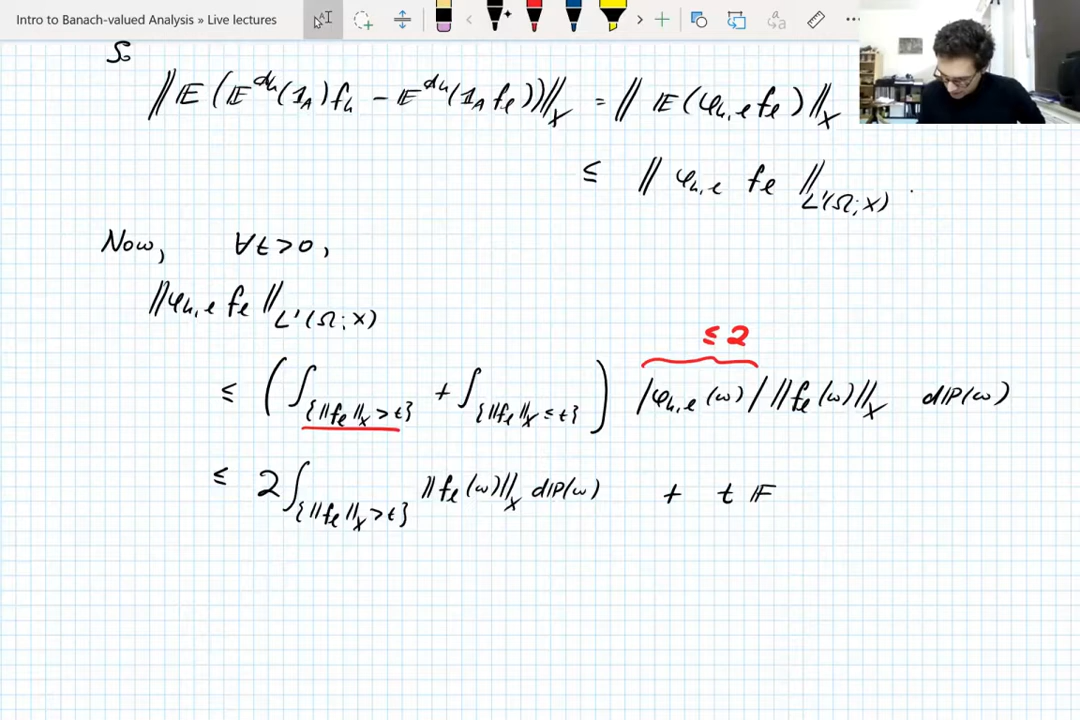 Intro to Banach-valued Analysis » Live lectures
So
‖𝔼(𝔼^{𝒜_k}(1_A)f_k − 𝔼^{𝒜_k}(1_A f_ℓ))‖_X = ‖𝔼(φ_{k,ℓ} f_ℓ)‖_X
≤ ‖φ_{k,ℓ} f_ℓ‖_{L¹(Ω;X)}.
Now, ∀t>0,
‖φ_{k,ℓ} f_ℓ‖_{L¹(Ω;X)}
≤ 2
≤ (∫_{{‖f_ℓ‖_X > t}} + ∫_{{‖f_ℓ‖_X ≤ t}}) |φ_{k,ℓ}(ω)| ‖f_ℓ(ω)‖_X dℙ(ω)
≤ 2∫_{{‖f_ℓ‖_X > t}} ‖f_ℓ(ω)‖_X dℙ(ω) + t 𝔽